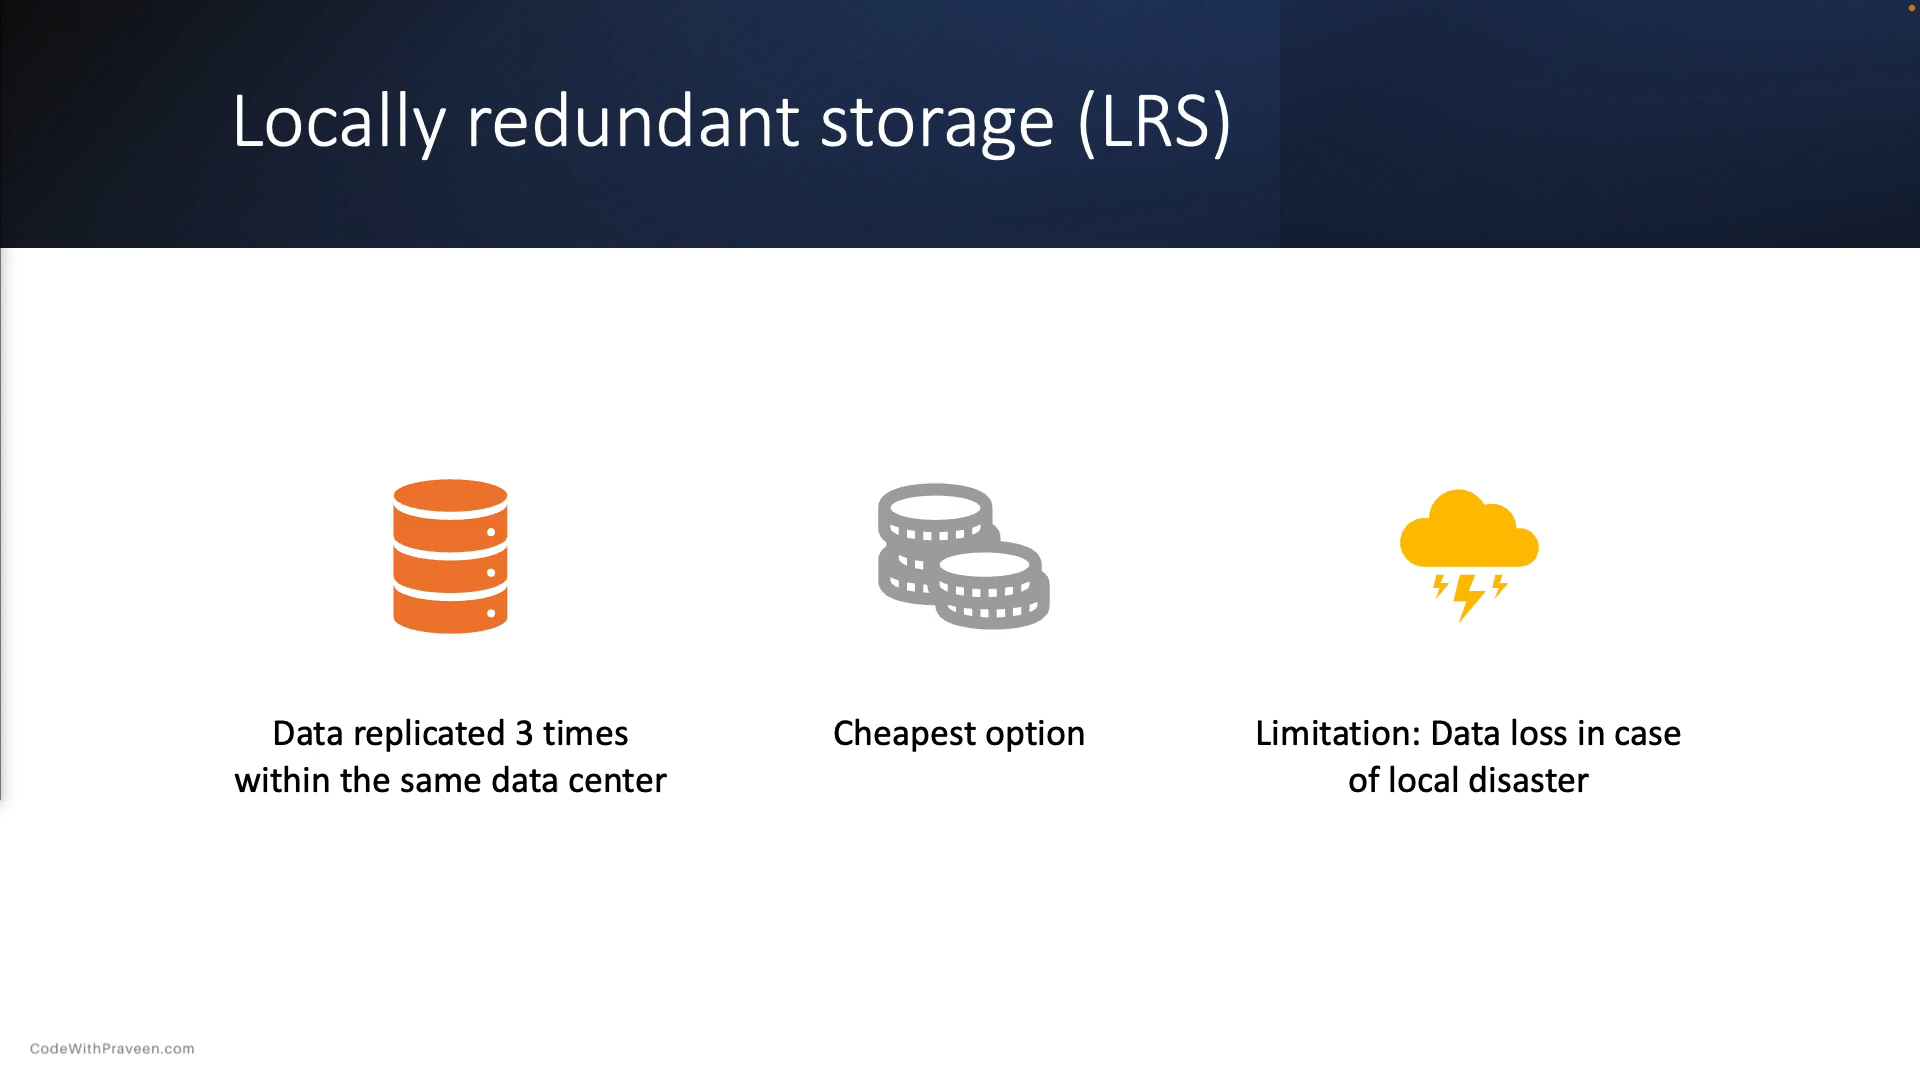 Locally redundant storage (LRS)
Data replicated 3 times
within the same data center
Cheapest option
Limitation: Data loss in case
of local disaster
CodeWithPraveen.com